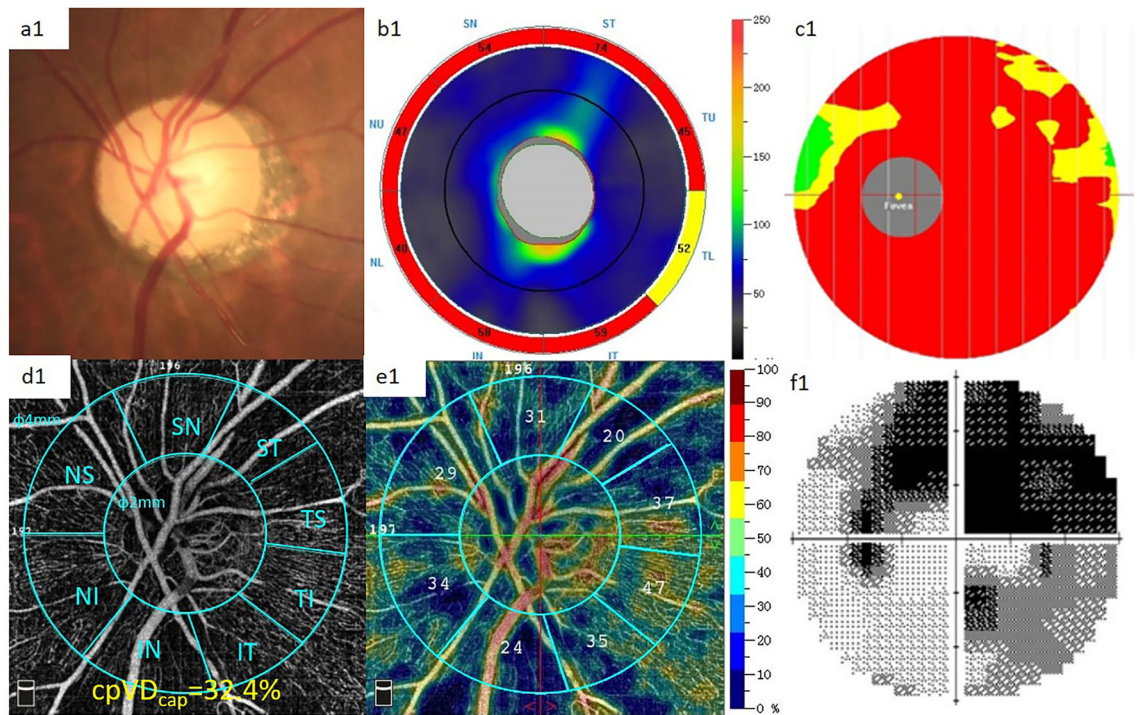 a1
b1
SN
ST
54
74
NU
TU
47
45
NL
TL
40
52
58
59
IN
IT
250
200
150
100
50
c1
Fovea
d1
196
Φ4mm
SN
ST
NS
Φ2mm
TS
197
NI
TI
IN
IT
cpVDcap=32.4%
e1
196
31
20
29
37
197
34
47
24
35
100
90
80
70
60
50
40
30
20
10
0 %
f1